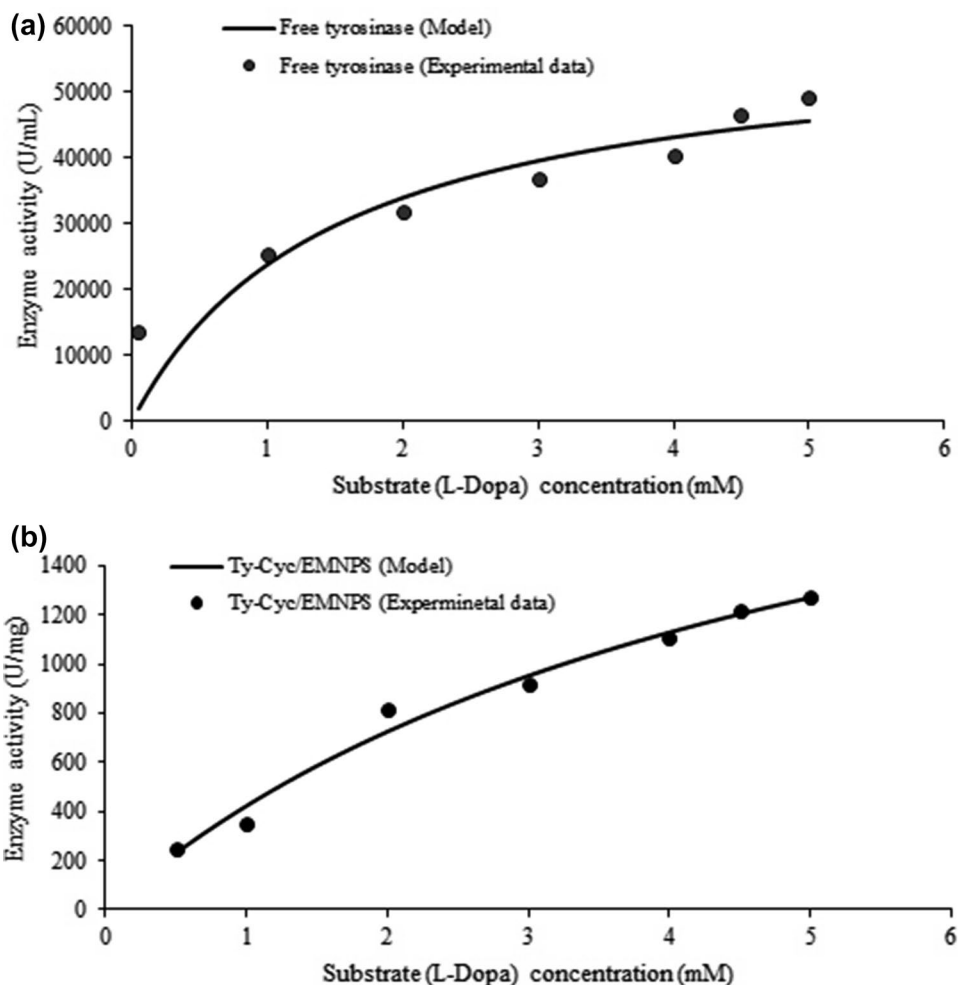 (a)
Free tyrosinase (Model)
Free tyrosinase (Experimental data)
60000
50000
40000
30000
20000
10000
0
Enzyme activity (U/mL)
0 1 2 3 4 5 6
Substrate (L-Dopa) concentration (mM)
(b)
Ty-Cyc/EMNPS (Model)
Ty-Cyc/EMNPS (Experminetal data)
1400
1200
1000
800
600
400
200
0
Enzyme activity (U/mg)
0 1 2 3 4 5 6
Substrate (L-Dopa) concentration (mM)